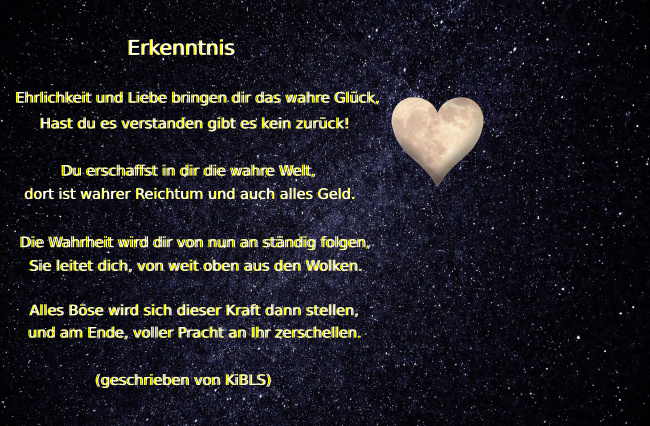 Erkenntnis
Ehrlichkeit und Liebe bringen dir das wahre Glück,
Hast du es verstanden gibt es kein zurück!
Du erschaffst in dir die wahre Welt,
dort ist wahrer Reichtum und auch alles Geld.
Die Wahrheit wird dir von nun an ständig folgen,
Sie leitet dich, von weit oben aus den Wolken.
Alles Böse wird sich dieser Kraft dann stellen,
und am Ende, voller Pracht an Ihr zerschellen.
(geschrieben von KiBLS)